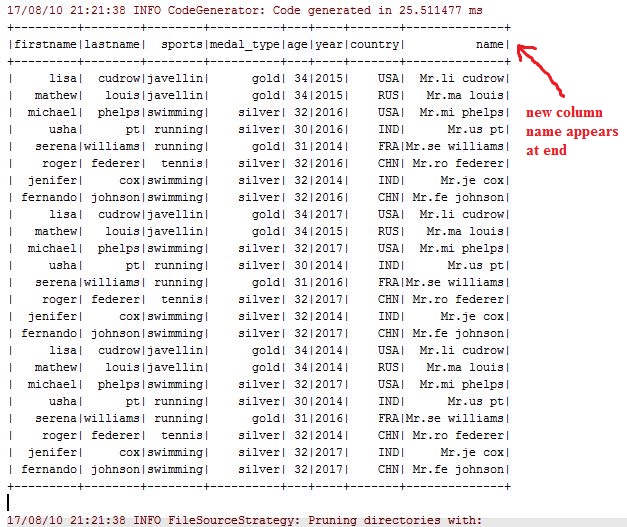 17/08/10 21:21:38 INFO CodeGenerator: Code generated in 25.511477 ms
+---------+--------+--------+----------+---+----+-------+--------------+
|firstname|lastname|  sports|medal_type|age|year|country|          name|
+---------+--------+--------+----------+---+----+-------+--------------+
|     lisa|  cudrow|javellin|      gold| 34|2015|    USA|  Mr.li cudrow|
|   mathew|   louis|javellin|      gold| 34|2015|    RUS|   Mr.ma louis|
|  michael|  phelps|swimming|    silver| 32|2016|    USA|  Mr.mi phelps|
|     usha|      pt| running|    silver| 30|2016|    IND|      Mr.us pt|
|   serena|williams| running|      gold| 31|2014|    FRA|Mr.se williams|
|    roger| federer|  tennis|    silver| 32|2016|    CHN| Mr.ro federer|
|  jenifer|     cox|swimming|    silver| 32|2014|    IND|     Mr.je cox|
| fernando| johnson|swimming|    silver| 32|2016|    CHN| Mr.fe johnson|
|     lisa|  cudrow|javellin|      gold| 34|2017|    USA|  Mr.li cudrow|
|   mathew|   louis|javellin|      gold| 34|2015|    RUS|   Mr.ma louis|
|  michael|  phelps|swimming|    silver| 32|2017|    USA|  Mr.mi phelps|
|     usha|      pt| running|    silver| 30|2014|    IND|      Mr.us pt|
|   serena|williams| running|      gold| 31|2016|    FRA|Mr.se williams|
|    roger| federer|  tennis|    silver| 32|2017|    CHN| Mr.ro federer|
|  jenifer|     cox|swimming|    silver| 32|2014|    IND|     Mr.je cox|
| fernando| johnson|swimming|    silver| 32|2017|    CHN| Mr.fe johnson|
|     lisa|  cudrow|javellin|      gold| 34|2014|    USA|  Mr.li cudrow|
|   mathew|   louis|javellin|      gold| 34|2014|    RUS|   Mr.ma louis|
|  michael|  phelps|swimming|    silver| 32|2017|    USA|  Mr.mi phelps|
|     usha|      pt| running|    silver| 30|2014|    IND|      Mr.us pt|
|   serena|williams| running|      gold| 31|2016|    FRA|Mr.se williams|
|    roger| federer|  tennis|    silver| 32|2014|    CHN| Mr.ro federer|
|  jenifer|     cox|swimming|    silver| 32|2017|    IND|     Mr.je cox|
| fernando| johnson|swimming|    silver| 32|2017|    CHN| Mr.fe johnson|
+---------+--------+--------+----------+---+----+-------+--------------+
17/08/10 21:21:38 INFO FileSourceStrategy: Pruning directories with:
new column
name appears
at end